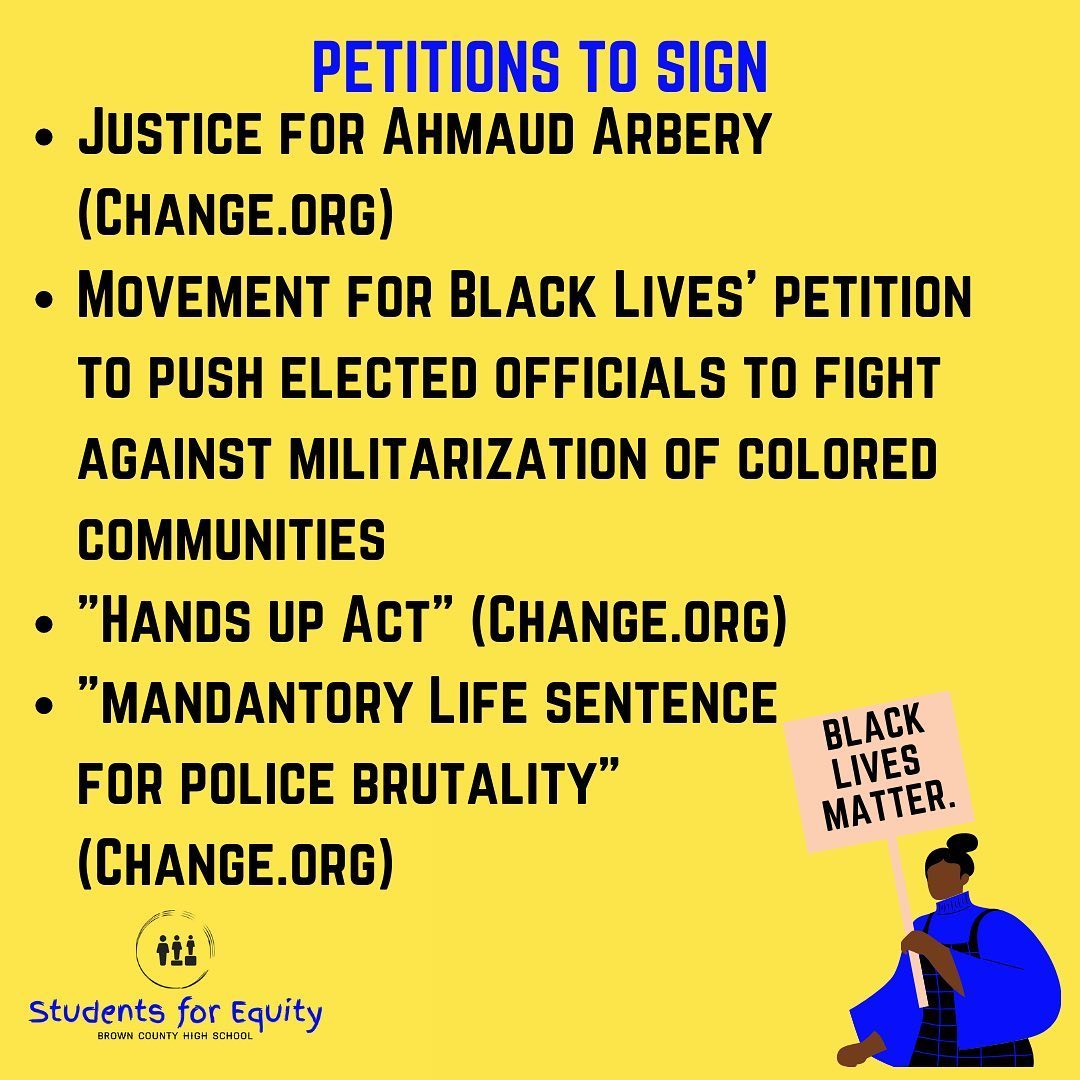 PETITIONS TO SIGN
• JUSTICE FOR AHMAUD ARBERY
(CHANGE.ORG)
• MOVEMENT FOR BLACK LIVES' PETITION
TO PUSH ELECTED OFFICIALS TO FIGHT
AGAINST MILITARIZATION OF COLORED
COMMUNITIES
• "HANDS UP ACT" (CHANGE.ORG)
• "MANDANTORY LIFE SENTENCE
FOR POLICE BRUTALITY"
(CHANGE.ORG)
BLACK
LIVES
MATTER.
Students for Equity
BROWN COUNTY HIGH SCHOOL